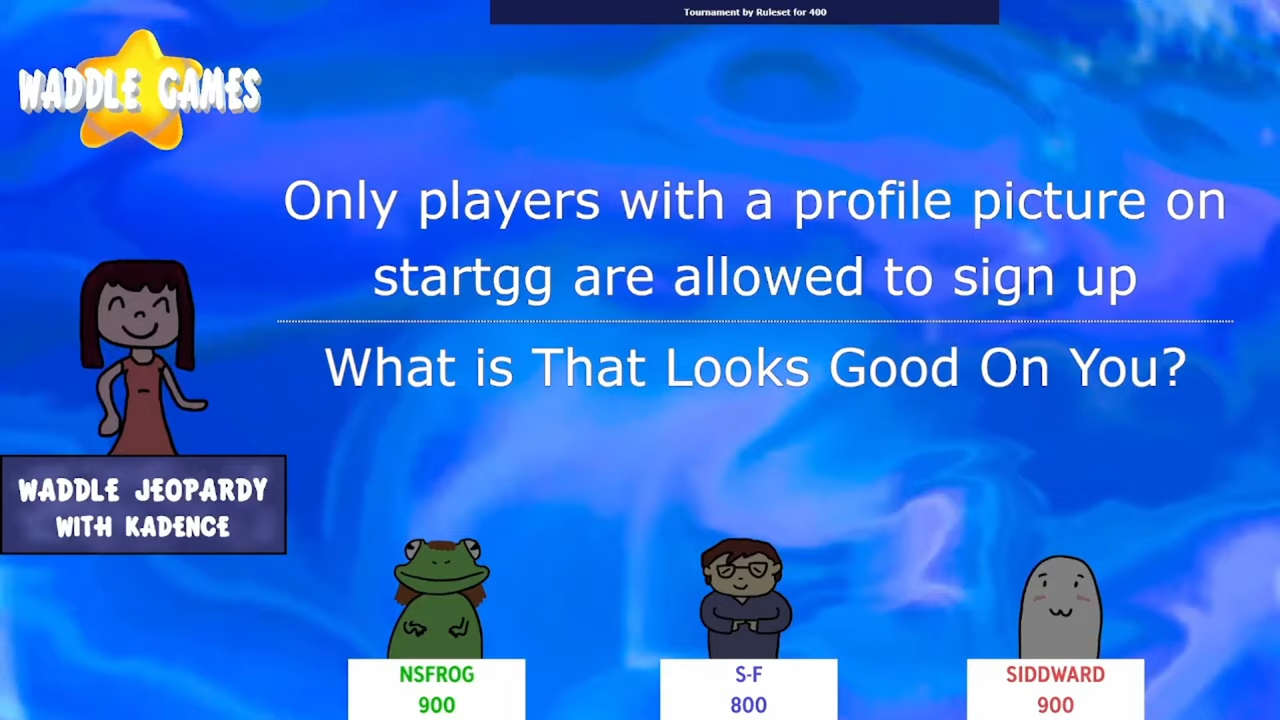 Tournament by Ruleset for 400
WADDLE GAMES
Only players with a profile picture on
startgg are allowed to sign up
What is That Looks Good On You?
WADDLE JEOPARDY
WITH KADENCE
NSFROG
900
S-F
800
SIDDWARD
900